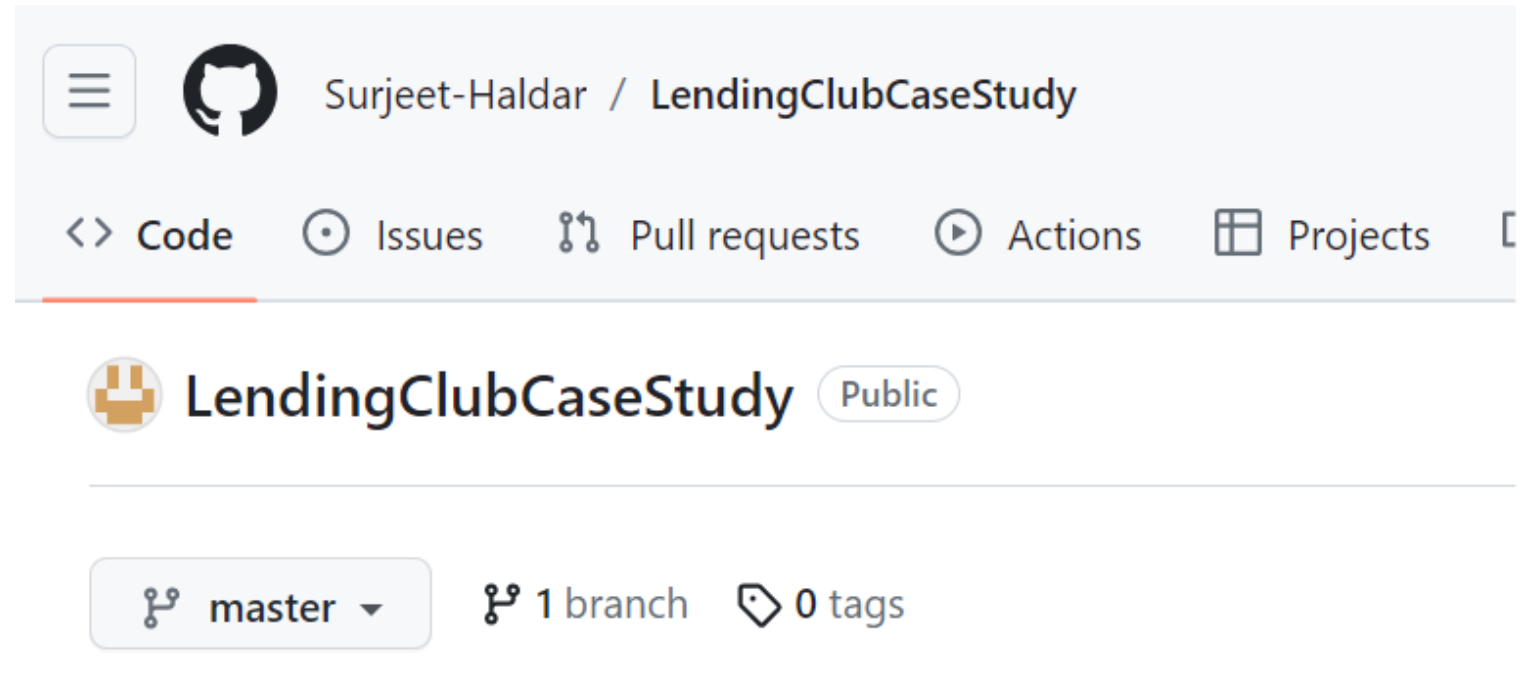 Surjeet-Haldar / LendingClubCaseStudy
Code Issues Pull requests Actions Projects
LendingClubCaseStudy Public
master 1 branch 0 tags